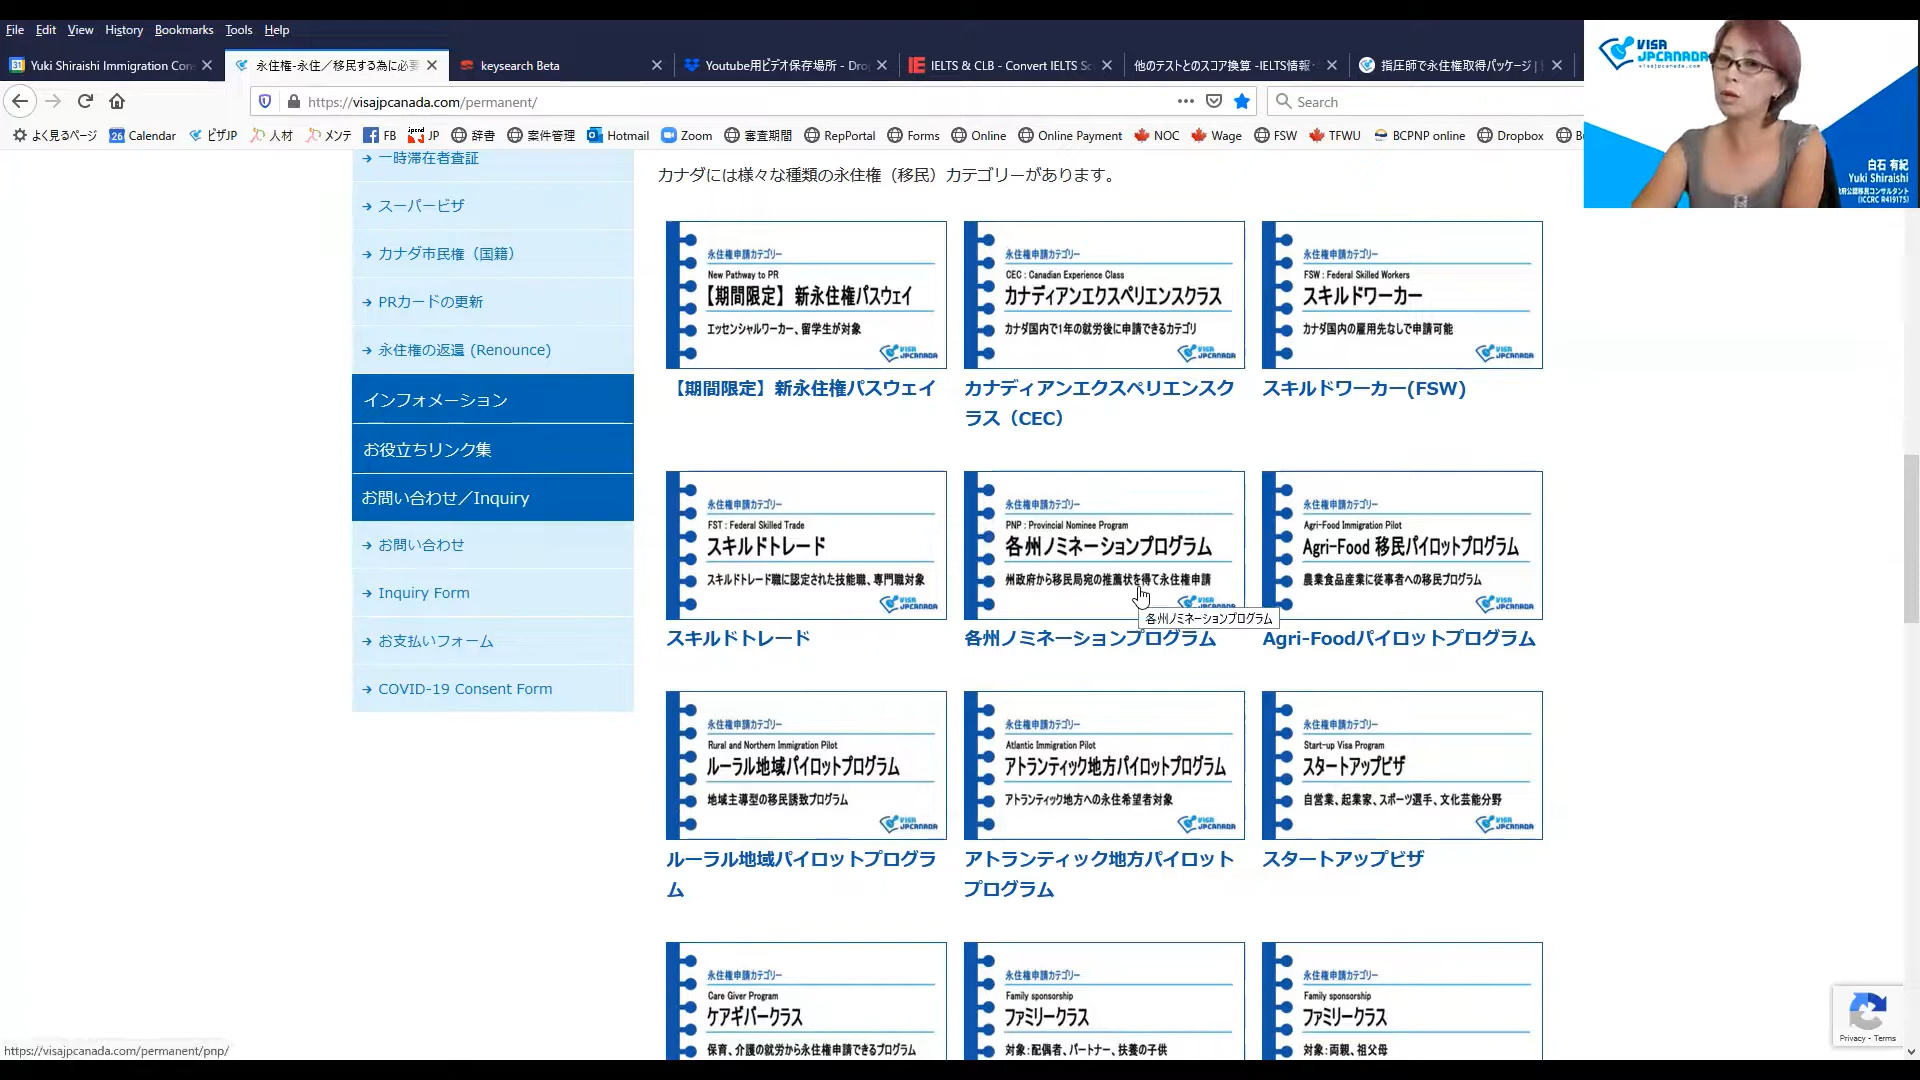 File Edit View History Bookmarks Tools Help
31 Yuki Shiraishi Immigration Con
永住権-永住／移民する為に必要
keysearch Beta
Youtube用ビデオ保存場所 - Dro
IELTS & CLB - Convert IELTS Sc
他のテストとのスコア換算 -IELTS情報・
指圧師で永住権取得パッケージ |
https://visajpcanada.com/permanent/
Search
よく見るページ
26 Calendar
ビザJP
人材
メンテ
FB
JP
辞書
案件管理
Hotmail
Zoom
審査期間
RepPortal
Forms
Online
Online Payment
NOC
Wage
FSW
TFWU
BCPNP online
Dropbox
VISA
JPCANADA
visajpcanada.com
白石 有紀
Yuki Shiraishi
府公認移民コンサルタント
(ICCRC R419175)
一時滞在者査証
スーパービザ
カナダ市民権（国籍）
PRカードの更新
永住権の返還 (Renounce)
インフォメーション
お役立ちリンク集
お問い合わせ／Inquiry
お問い合わせ
Inquiry Form
お支払いフォーム
COVID-19 Consent Form
カナダには様々な種類の永住権（移民）カテゴリーがあります。
永住権申請カテゴリー
New Pathway to PR
【期間限定】新永住権パスウェイ
エッセンシャルワーカー、留学生が対象
VISA JPCANADA
【期間限定】新永住権パスウェイ
永住権申請カテゴリー
CEC : Canadian Experience Class
カナディアンエクスペリエンスクラス
カナダ国内で1年の就労後に申請できるカテゴリ
VISA JPCANADA
カナディアンエクスペリエンスク
ラス（CEC）
永住権申請カテゴリー
FSW : Federal Skilled Workers
スキルドワーカー
カナダ国内の雇用先なしで申請可能
VISA JPCANADA
スキルドワーカー(FSW)
永住権申請カテゴリー
FST : Federal Skilled Trade
スキルドトレード
スキルドトレード職に認定された技能職、専門職対象
VISA JPCANADA
スキルドトレード
永住権申請カテゴリー
PNP : Provincial Nominee Program
各州ノミネーションプログラム
州政府から移民局宛の推薦状を得て永住権申請
各州ノミネーションプログラム
各州ノミネーションプログラム
永住権申請カテゴリー
Agri-Food Immigration Pilot
Agri-Food 移民パイロットプログラム
農業食品産業に従事者への移民プログラム
VISA JPCANADA
Agri-Foodパイロットプログラム
永住権申請カテゴリー
Rural and Northern Immigration Pilot
ルーラル地域パイロットプログラム
地域主導型の移民誘致プログラム
VISA JPCANADA
ルーラル地域パイロットプログラ
ム
永住権申請カテゴリー
Atlantic Immigration Pilot
アトランティック地方パイロットプログラム
アトランティック地方への永住希望者対象
VISA JPCANADA
アトランティック地方パイロット
プログラム
永住権申請カテゴリー
Start-up Visa Program
スタートアップビザ
自営業、起業家、スポーツ選手、文化芸能分野
VISA JPCANADA
スタートアップビザ
永住権申請カテゴリー
Care Giver Program
ケアギバークラス
保育、介護の就労から永住権申請できるプログラム
永住権申請カテゴリー
Family sponsorship
ファミリークラス
対象：配偶者、パートナー、扶養の子供
永住権申請カテゴリー
Family sponsorship
ファミリークラス
対象：両親、祖父母
Privacy - Terms
https://visajpcanada.com/permanent/pnp/